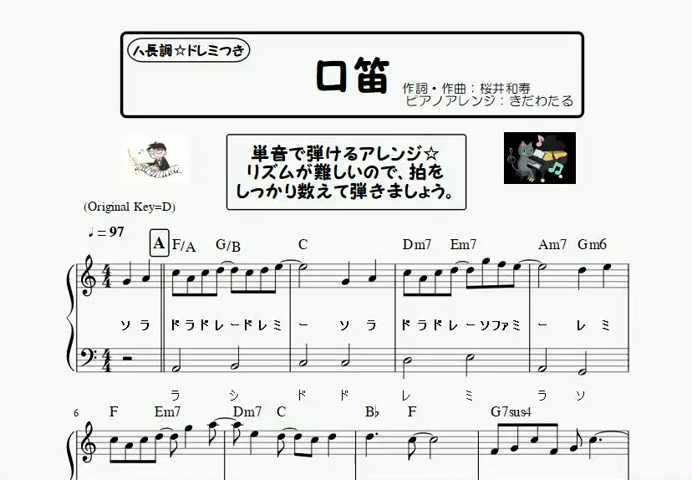 ハ長調☆ドレミつき
口笛
作詞・作曲：桜井和寿
ピアノアレンジ：きだわたる
単音で弾けるアレンジ☆
リズムが難しいので、拍を
しっかり数えて弾きましょう。
(Original Key=D)
♩= 97
A F/A G/B C Dm7 Em7 Am7 Gm6
ソ ラ ドラドレードレミ ー ソ ラ ドラドレーソファミ ー レ ミ
ラ シ ド ド レ ミ ラ ソ
6 F Em7 Dm7 C B♭ F G7sus4